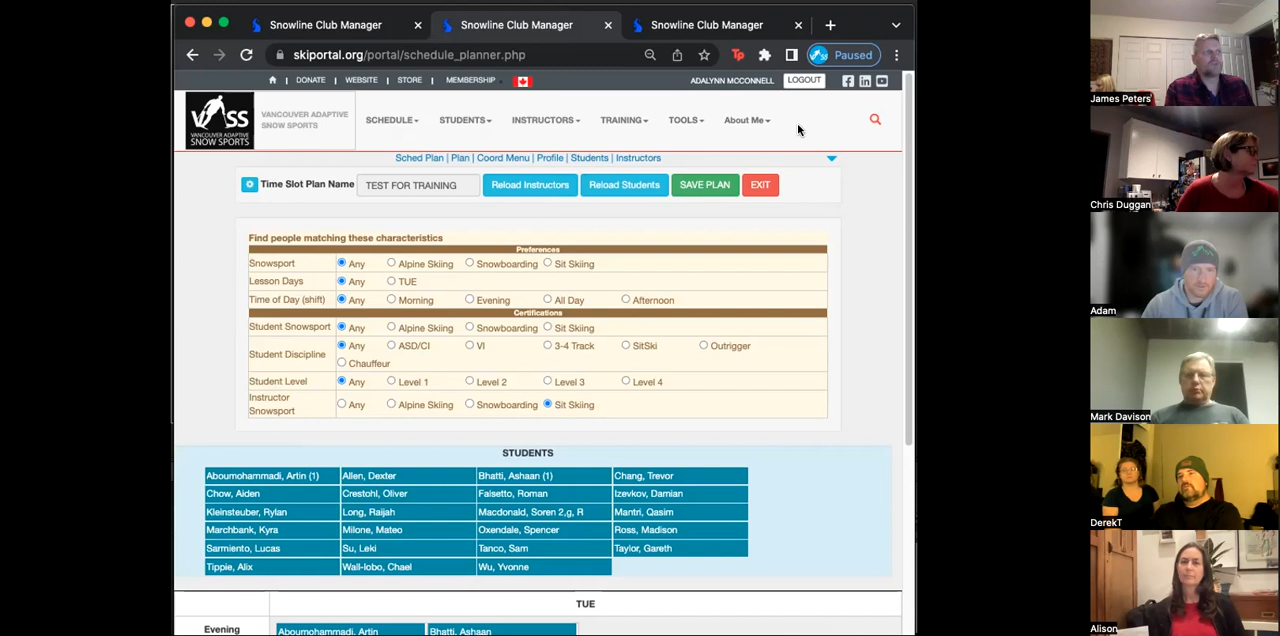 Snowline Club Manager × Snowline Club Manager × Snowline Club Manager × +
skiportal.org/portal/schedule_planner.php Tp Paused
DONATE | WEBSITE | STORE | MEMBERSHIP ADALYNN MCCONNELL LOGOUT
VASS
VANCOUVER ADAPTIVE
SNOW SPORTS
VANCOUVER ADAPTIVE
SNOW SPORTS
SCHEDULE STUDENTS INSTRUCTORS TRAINING TOOLS About Me
Sched Plan | Plan | Coord Menu | Profile | Students | Instructors
Time Slot Plan Name TEST FOR TRAINING Reload Instructors Reload Students SAVE PLAN EXIT
Find people matching these characteristics
Preferences
Snowsport Any Alpine Skiing Snowboarding Sit Skiing
Lesson Days Any TUE
Time of Day (shift) Any Morning Evening All Day Afternoon
Certifications
Student Snowsport Any Alpine Skiing Snowboarding Sit Skiing
Student Discipline Any ASD/CI VI 3-4 Track SitSki Outrigger
Chauffeur
Student Level Any Level 1 Level 2 Level 3 Level 4
Instructor Snowsport Any Alpine Skiing Snowboarding Sit Skiing
STUDENTS
Aboumohammadi, Artin (1) Allen, Dexter Bhatti, Ashaan (1) Chang, Trevor
Chow, Aiden Crestohl, Oliver Falsetto, Roman Izevkov, Damian
Kleinsteuber, Rylan Long, Raijah Macdonald, Soren 2,g, R Mantri, Qasim
Marchbank, Kyra Milone, Mateo Oxendale, Spencer Ross, Madison
Sarmiento, Lucas Su, Leki Tanco, Sam Taylor, Gareth
Tippie, Alix Wall-lobo, Chael Wu, Yvonne
TUE
Evening Aboumohammadi, Artin Bhatti, Ashaan
James Peters
Chris Duggan
Adam
Mark Davison
DerekT
Alison